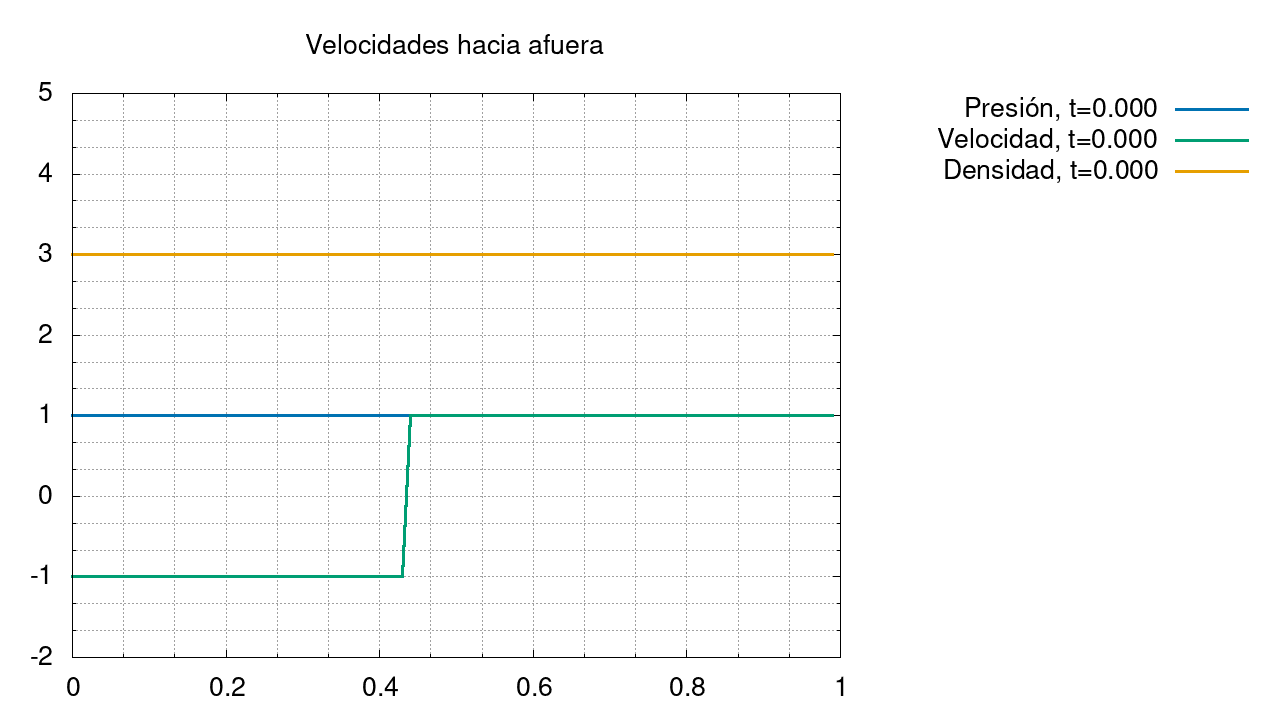 Velocidades hacia afuera
Presión, t=0.000
Velocidad, t=0.000
Densidad, t=0.000
5
4
3
2
1
0
-1
-2
0 0.2 0.4 0.6 0.8 1